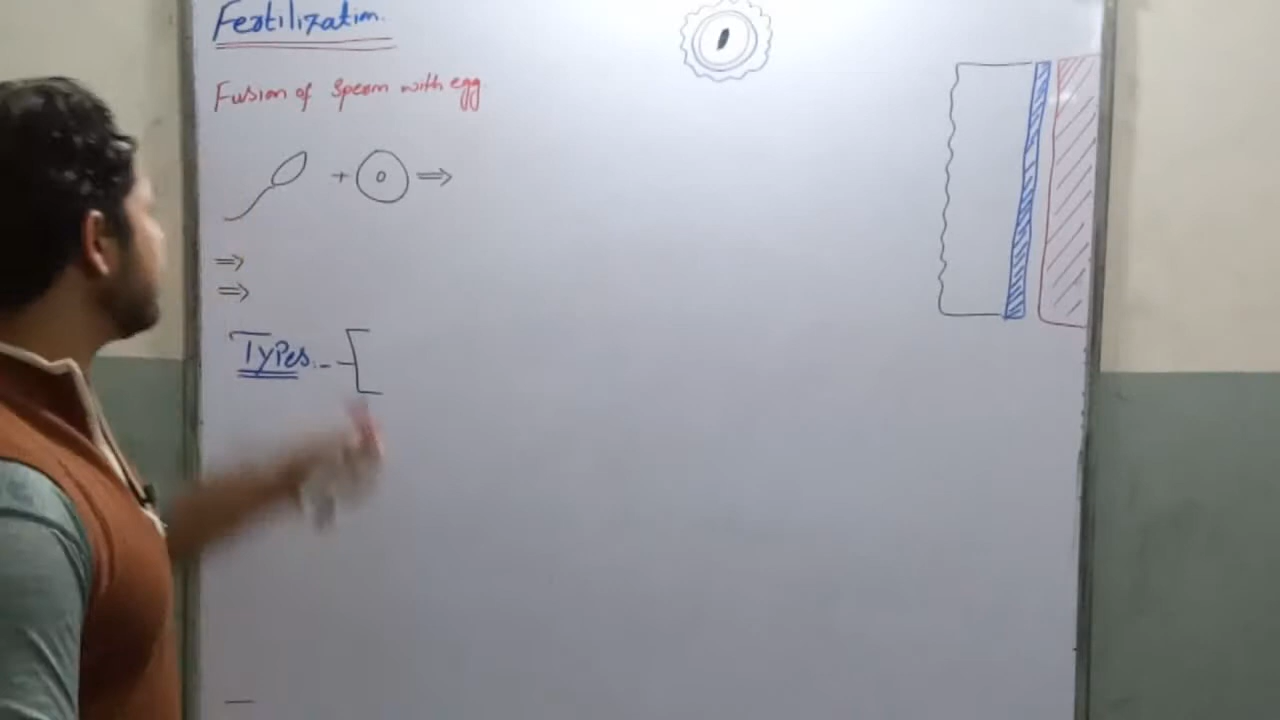 Fertilization.
Fusion of sperm with egg
+ ⇒
⇒
⇒
Types:-